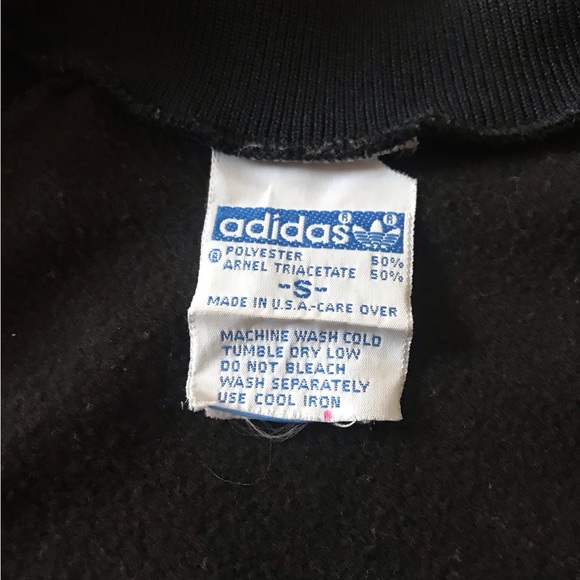 adidas®®
POLYESTER 50%
® ARNEL TRIACETATE 50%
-S-
MADE IN U.S.A.-CARE OVER
MACHINE WASH COLD
TUMBLE DRY LOW
DO NOT BLEACH
WASH SEPARATELY
USE COOL IRON